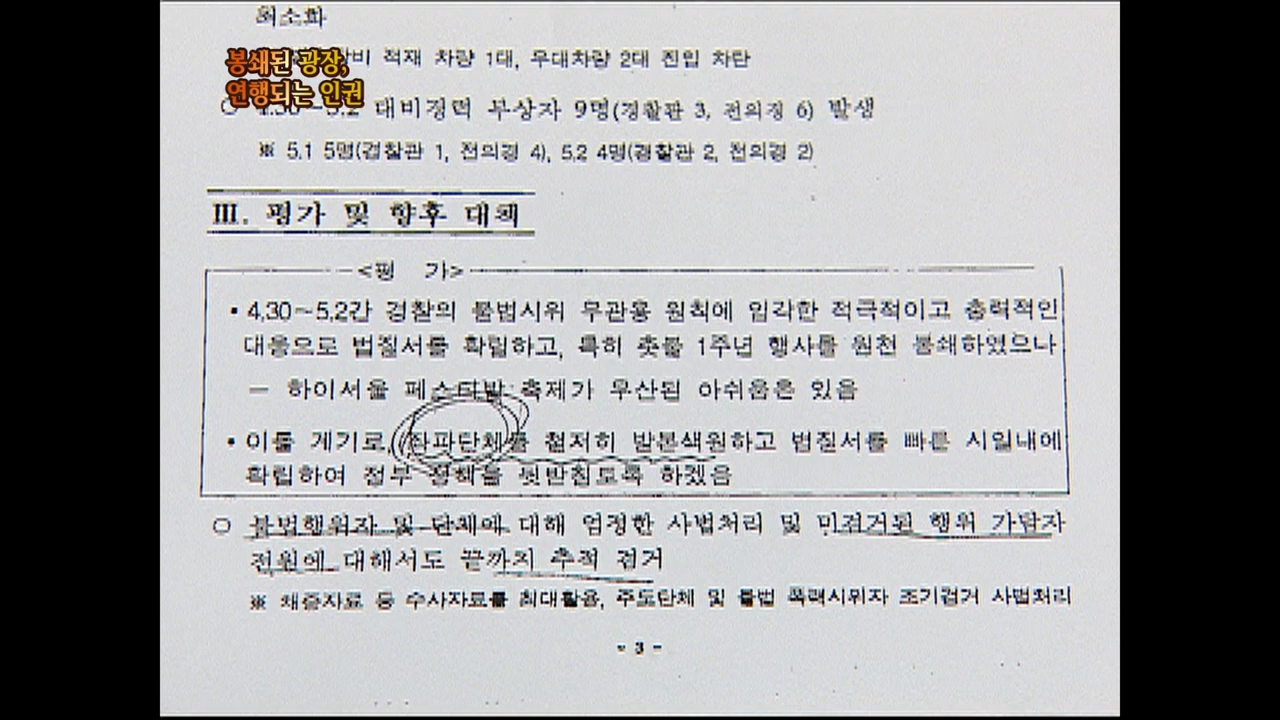 최소화
봉쇄된 광장,
연행되는 인권
장비 적재 차량 1대, 무대차량 2대 진입 차단
○ 4.30~5.2 대비경력 부상자 9명(경찰관 3, 전의경 6) 발생
※ 5.1 5명(경찰관 1, 전의경 4), 5.2 4명(경찰관 2, 전의경 2)
Ⅲ. 평가 및 향후 대책
<평 가>
• 4.30~5.2간 경찰의 불법시위 무관용 원칙에 입각한 적극적이고 총력적인
대응으로 법질서를 확립하고, 특히 촛불 1주년 행사를 원천 봉쇄하였으나
- 하이서울 페스티발 축제가 무산된 아쉬움은 있음
• 이를 계기로, 좌파단체를 철저히 발본색원하고 법질서를 빠른 시일내에
확립하여 정부 정책을 뒷받침토록 하겠음
○ 불법행위자 및 단체에 대해 엄정한 사법처리 및 미검거된 행위 가담자
전원에 대해서도 끝까지 추적 검거
※ 채증자료 등 수사자료를 최대활용, 주도단체 및 불법 폭력시위자 조기검거 사법처리
- 3 -